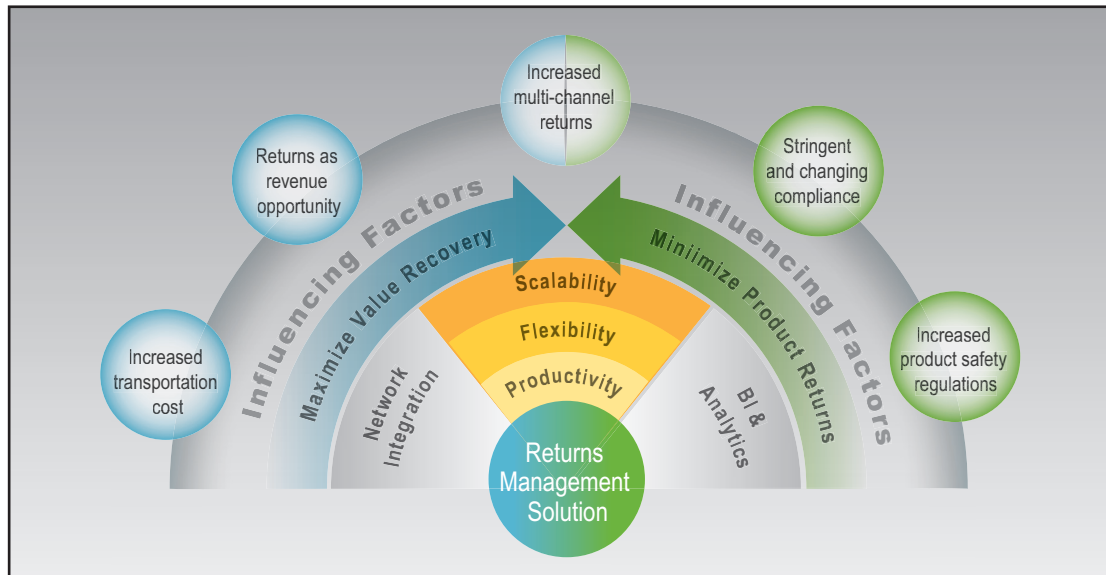 Increased
multi-channel
returns
Returns as
revenue
opportunity
Stringent
and changing
compliance
Increased
transportation
cost
Increased
product safety
regulations
Influencing Factors
Influencing Factors
Maximize Value Recovery
Miniimize Product Returns
Scalability
Flexibility
Productivity
Network
Integration
BI &
Analytics
Returns
Management
Solution